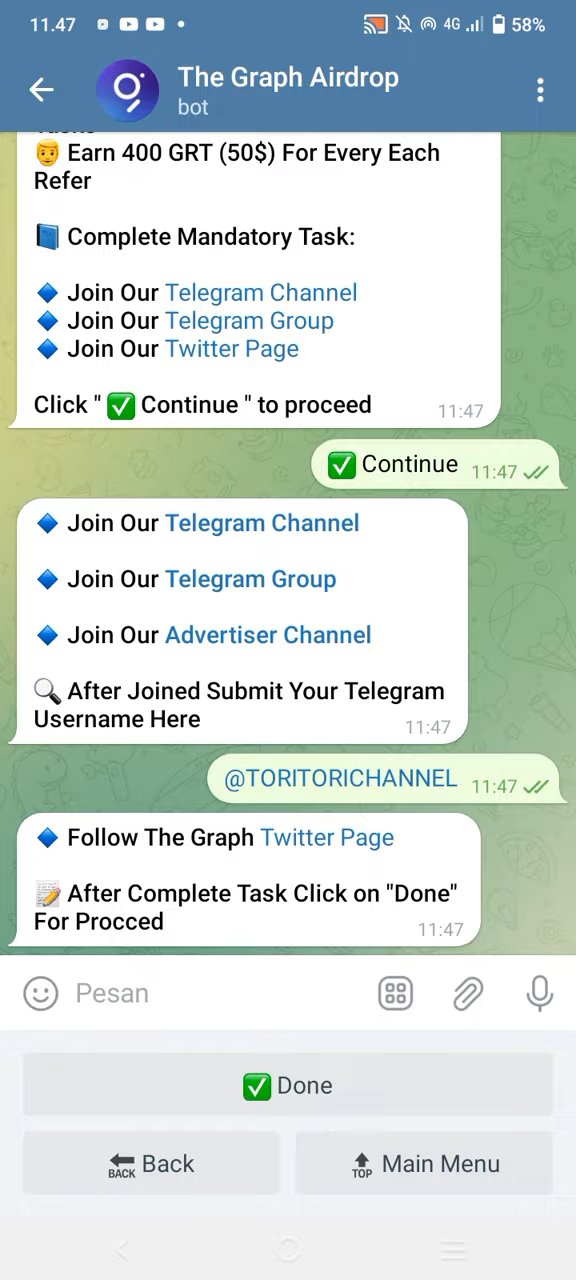 11.47
4G
58%
The Graph Airdrop
bot
Earn 400 GRT (50$) For Every Each
Refer
Complete Mandatory Task:
Join Our Telegram Channel
Join Our Telegram Group
Join Our Twitter Page
Click " ✅ Continue " to proceed
11:47
✅ Continue 11:47
Join Our Telegram Channel
Join Our Telegram Group
Join Our Advertiser Channel
After Joined Submit Your Telegram
Username Here
11:47
@TORITORICHANNEL 11:47
Follow The Graph Twitter Page
After Complete Task Click on "Done"
For Procced
11:47
Pesan
✅ Done
BACK Back
TOP Main Menu